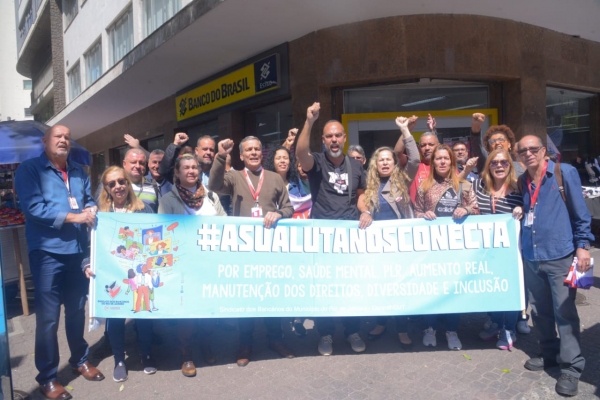 BANCO DO BRASIL
#ASUALUTANOSCONECTA
POR EMPREGO, SAÚDE MENTAL, PLR, AUMENTO REAL,
MANUTENÇÃO DOS DIREITOS, DIVERSIDADE E INCLUSÃO